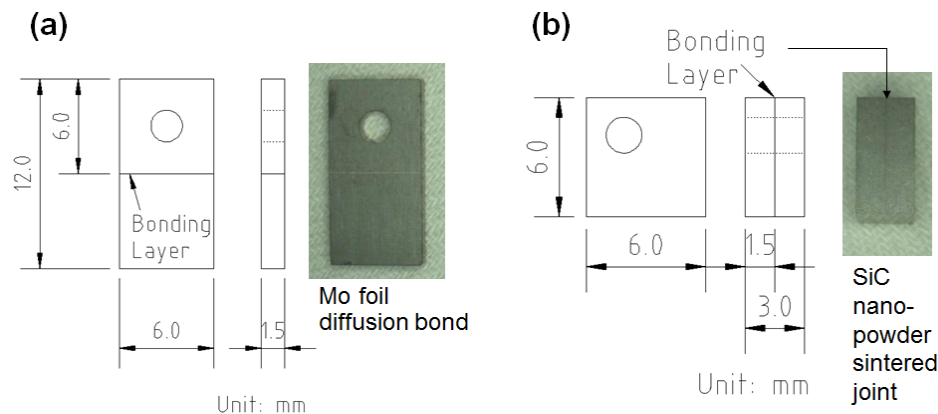 (a)
12.0
6.0
Bonding
Layer
6.0
1.5
Unit: mm
Mo foil
diffusion bond
(b)
Bonding
Layer
6.0
6.0
1.5
3.0
Unit: mm
SiC
nano-
powder
sintered
joint